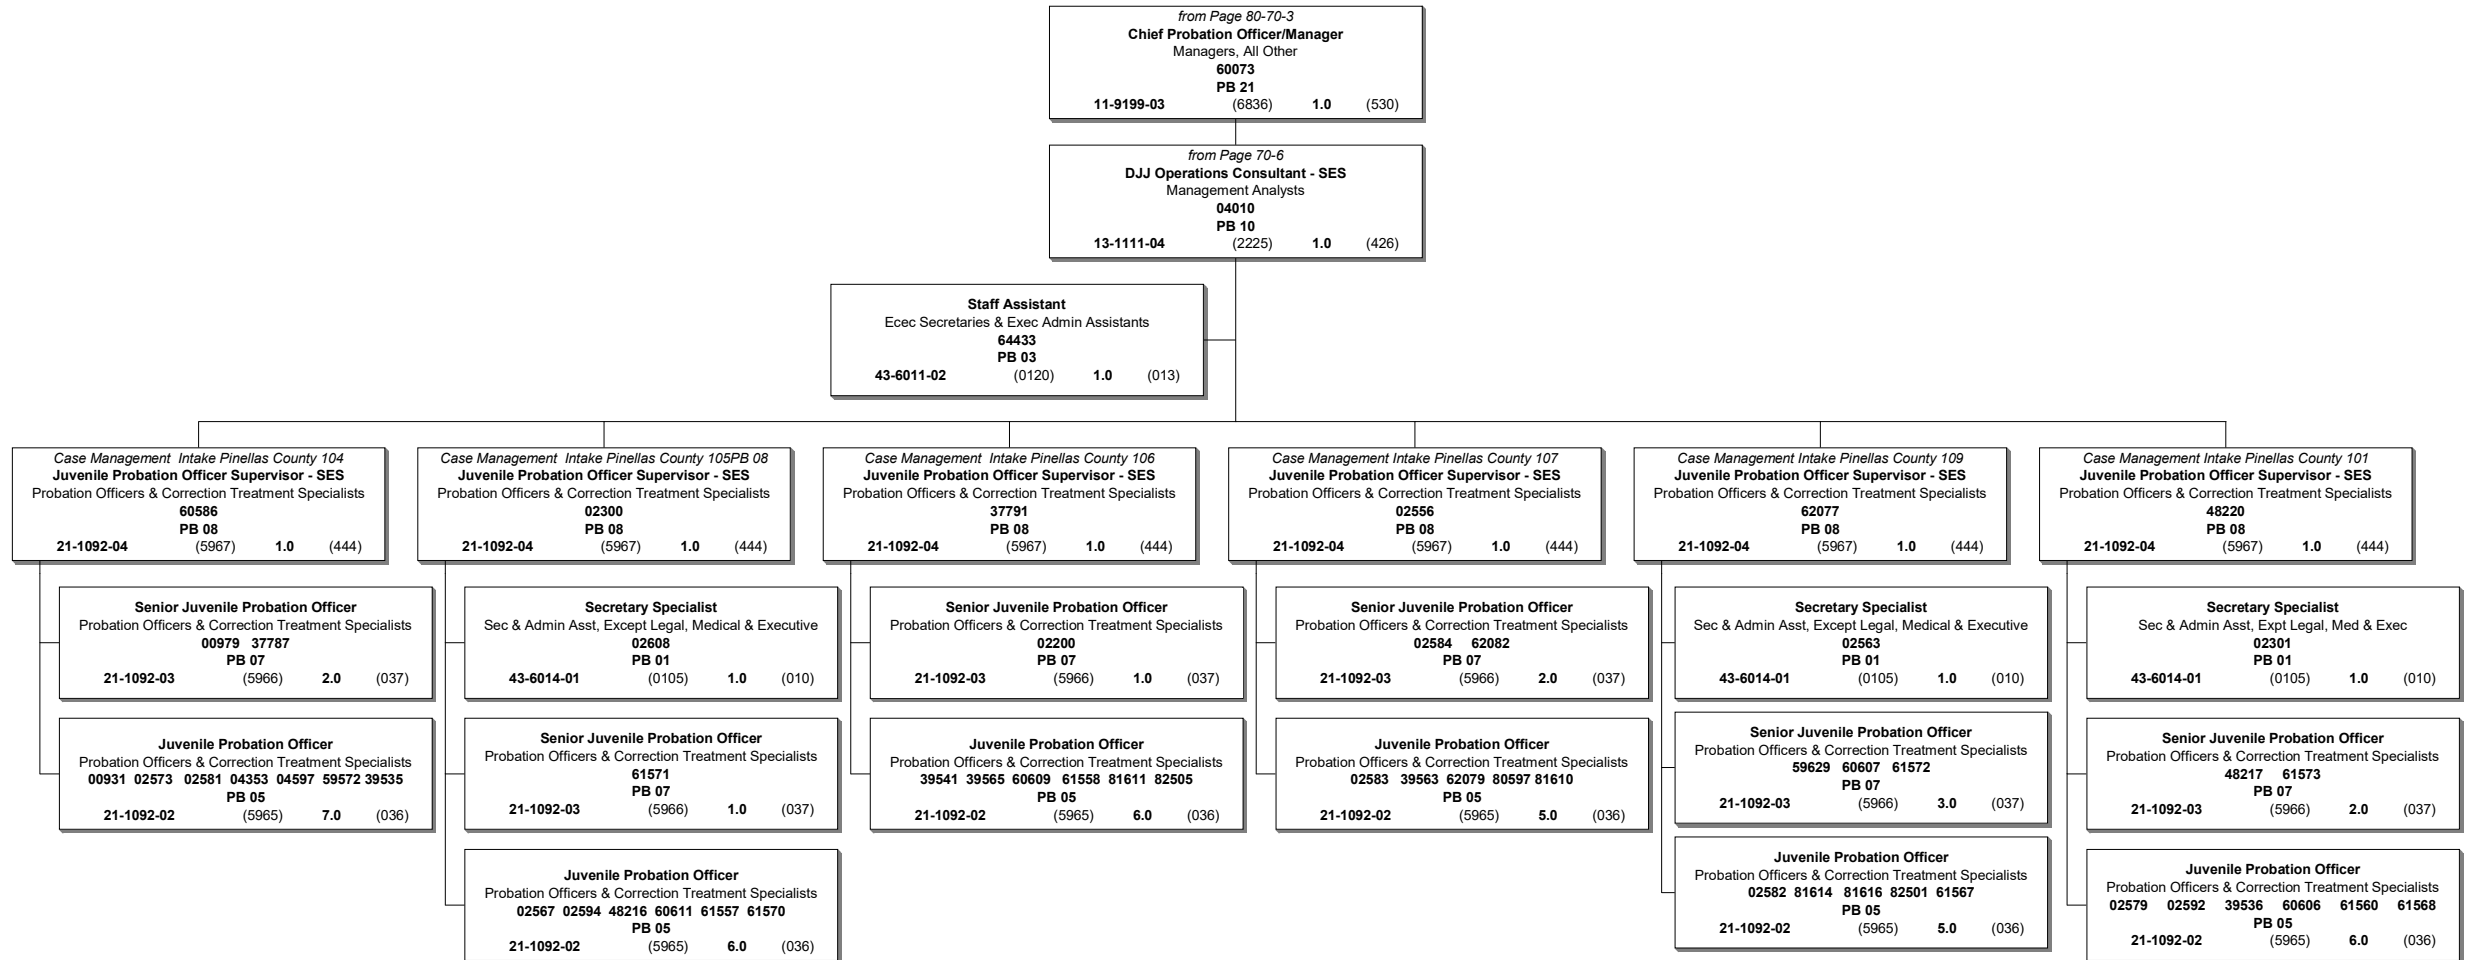 from Page 80-70-3
Chief Probation Officer/Manager
Managers, All Other
60073
PB 21
11-9199-03 (6836) 1.0 (530)
from Page 70-6
DJJ Operations Consultant - SES
Management Analysts
04010
PB 10
13-1111-04 (2225) 1.0 (426)
Staff Assistant
Ecec Secretaries & Exec Admin Assistants
64433
PB 03
43-6011-02 (0120) 1.0 (013)
Case Management Intake Pinellas County 104
Juvenile Probation Officer Supervisor - SES
Probation Officers & Correction Treatment Specialists
60586
PB 08
21-1092-04 (5967) 1.0 (444)
Senior Juvenile Probation Officer
Probation Officers & Correction Treatment Specialists
00979 37787
PB 07
21-1092-03 (5966) 2.0 (037)
Juvenile Probation Officer
Probation Officers & Correction Treatment Specialists
00931 02573 02581 04353 04597 59572 39535
PB 05
21-1092-02 (5965) 7.0 (036)
Case Management Intake Pinellas County 105PB 08
Juvenile Probation Officer Supervisor - SES
Probation Officers & Correction Treatment Specialists
02300
PB 08
21-1092-04 (5967) 1.0 (444)
Secretary Specialist
Sec & Admin Asst, Except Legal, Medical & Executive
02608
PB 01
43-6014-01 (0105) 1.0 (010)
Senior Juvenile Probation Officer
Probation Officers & Correction Treatment Specialists
61571
PB 07
21-1092-03 (5966) 1.0 (037)
Juvenile Probation Officer
Probation Officers & Correction Treatment Specialists
02567 02594 48216 60611 61557 61570
PB 05
21-1092-02 (5965) 6.0 (036)
Case Management Intake Pinellas County 106
Juvenile Probation Officer Supervisor - SES
Probation Officers & Correction Treatment Specialists
37791
PB 08
21-1092-04 (5967) 1.0 (444)
Senior Juvenile Probation Officer
Probation Officers & Correction Treatment Specialists
02200
PB 07
21-1092-03 (5966) 1.0 (037)
Juvenile Probation Officer
Probation Officers & Correction Treatment Specialists
39541 39565 60609 61558 81611 82505
PB 05
21-1092-02 (5965) 6.0 (036)
Case Management Intake Pinellas County 107
Juvenile Probation Officer Supervisor - SES
Probation Officers & Correction Treatment Specialists
02556
PB 08
21-1092-04 (5967) 1.0 (444)
Senior Juvenile Probation Officer
Probation Officers & Correction Treatment Specialists
02584 62082
PB 07
21-1092-03 (5966) 2.0 (037)
Juvenile Probation Officer
Probation Officers & Correction Treatment Specialists
02583 39563 62079 80597 81610
PB 05
21-1092-02 (5965) 5.0 (036)
Case Management Intake Pinellas County 109
Juvenile Probation Officer Supervisor - SES
Probation Officers & Correction Treatment Specialists
62077
PB 08
21-1092-04 (5967) 1.0 (444)
Secretary Specialist
Sec & Admin Asst, Except Legal, Medical & Executive
02563
PB 01
43-6014-01 (0105) 1.0 (010)
Senior Juvenile Probation Officer
Probation Officers & Correction Treatment Specialists
59629 60607 61572
PB 07
21-1092-03 (5966) 3.0 (037)
Juvenile Probation Officer
Probation Officers & Correction Treatment Specialists
02582 81614 81616 82501 61567
PB 05
21-1092-02 (5965) 5.0 (036)
Case Management Intake Pinellas County 101
Juvenile Probation Officer Supervisor - SES
Probation Officers & Correction Treatment Specialists
48220
PB 08
21-1092-04 (5967) 1.0 (444)
Secretary Specialist
Sec & Admin Asst, Expt Legal, Med & Exec
02301
PB 01
43-6014-01 (0105) 1.0 (010)
Senior Juvenile Probation Officer
Probation Officers & Correction Treatment Specialists
48217 61573
PB 07
21-1092-03 (5966) 2.0 (037)
Juvenile Probation Officer
Probation Officers & Correction Treatment Specialists
02579 02592 39536 60606 61560 61568
PB 05
21-1092-02 (5965) 6.0 (036)